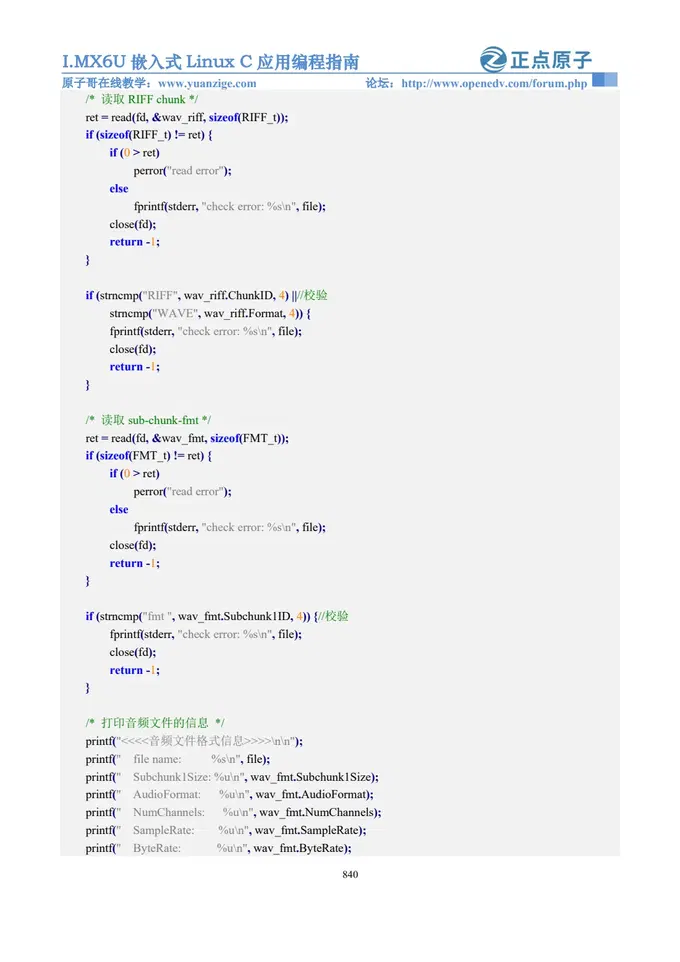 I.MX6U 嵌入式 Linux C 应用编程指南
正点原子
原子哥在线教学：www.yuanzige.com 论坛：http://www.openedv.com/forum.php
/* 读取 RIFF chunk */
ret = read(fd, &wav_riff, sizeof(RIFF_t));
if (sizeof(RIFF_t) != ret) {
if (0 > ret)
perror("read error");
else
fprintf(stderr, "check error: %s\n", file);
close(fd);
return -1;
}
if (strncmp("RIFF", wav_riff.ChunkID, 4) ||//校验
strncmp("WAVE", wav_riff.Format, 4)) {
fprintf(stderr, "check error: %s\n", file);
close(fd);
return -1;
}
/* 读取 sub-chunk-fmt */
ret = read(fd, &wav_fmt, sizeof(FMT_t));
if (sizeof(FMT_t) != ret) {
if (0 > ret)
perror("read error");
else
fprintf(stderr, "check error: %s\n", file);
close(fd);
return -1;
}
if (strncmp("fmt ", wav_fmt.Subchunk1ID, 4)) {//校验
fprintf(stderr, "check error: %s\n", file);
close(fd);
return -1;
}
/* 打印音频文件的信息 */
printf("<<<<音频文件格式信息>>>>\n\n");
printf("    file name:          %s\n", file);
printf("    Subchunk1Size: %u\n", wav_fmt.Subchunk1Size);
printf("    AudioFormat:      %u\n", wav_fmt.AudioFormat);
printf("    NumChannels:      %u\n", wav_fmt.NumChannels);
printf("    SampleRate:        %u\n", wav_fmt.SampleRate);
printf("    ByteRate:            %u\n", wav_fmt.ByteRate);
840